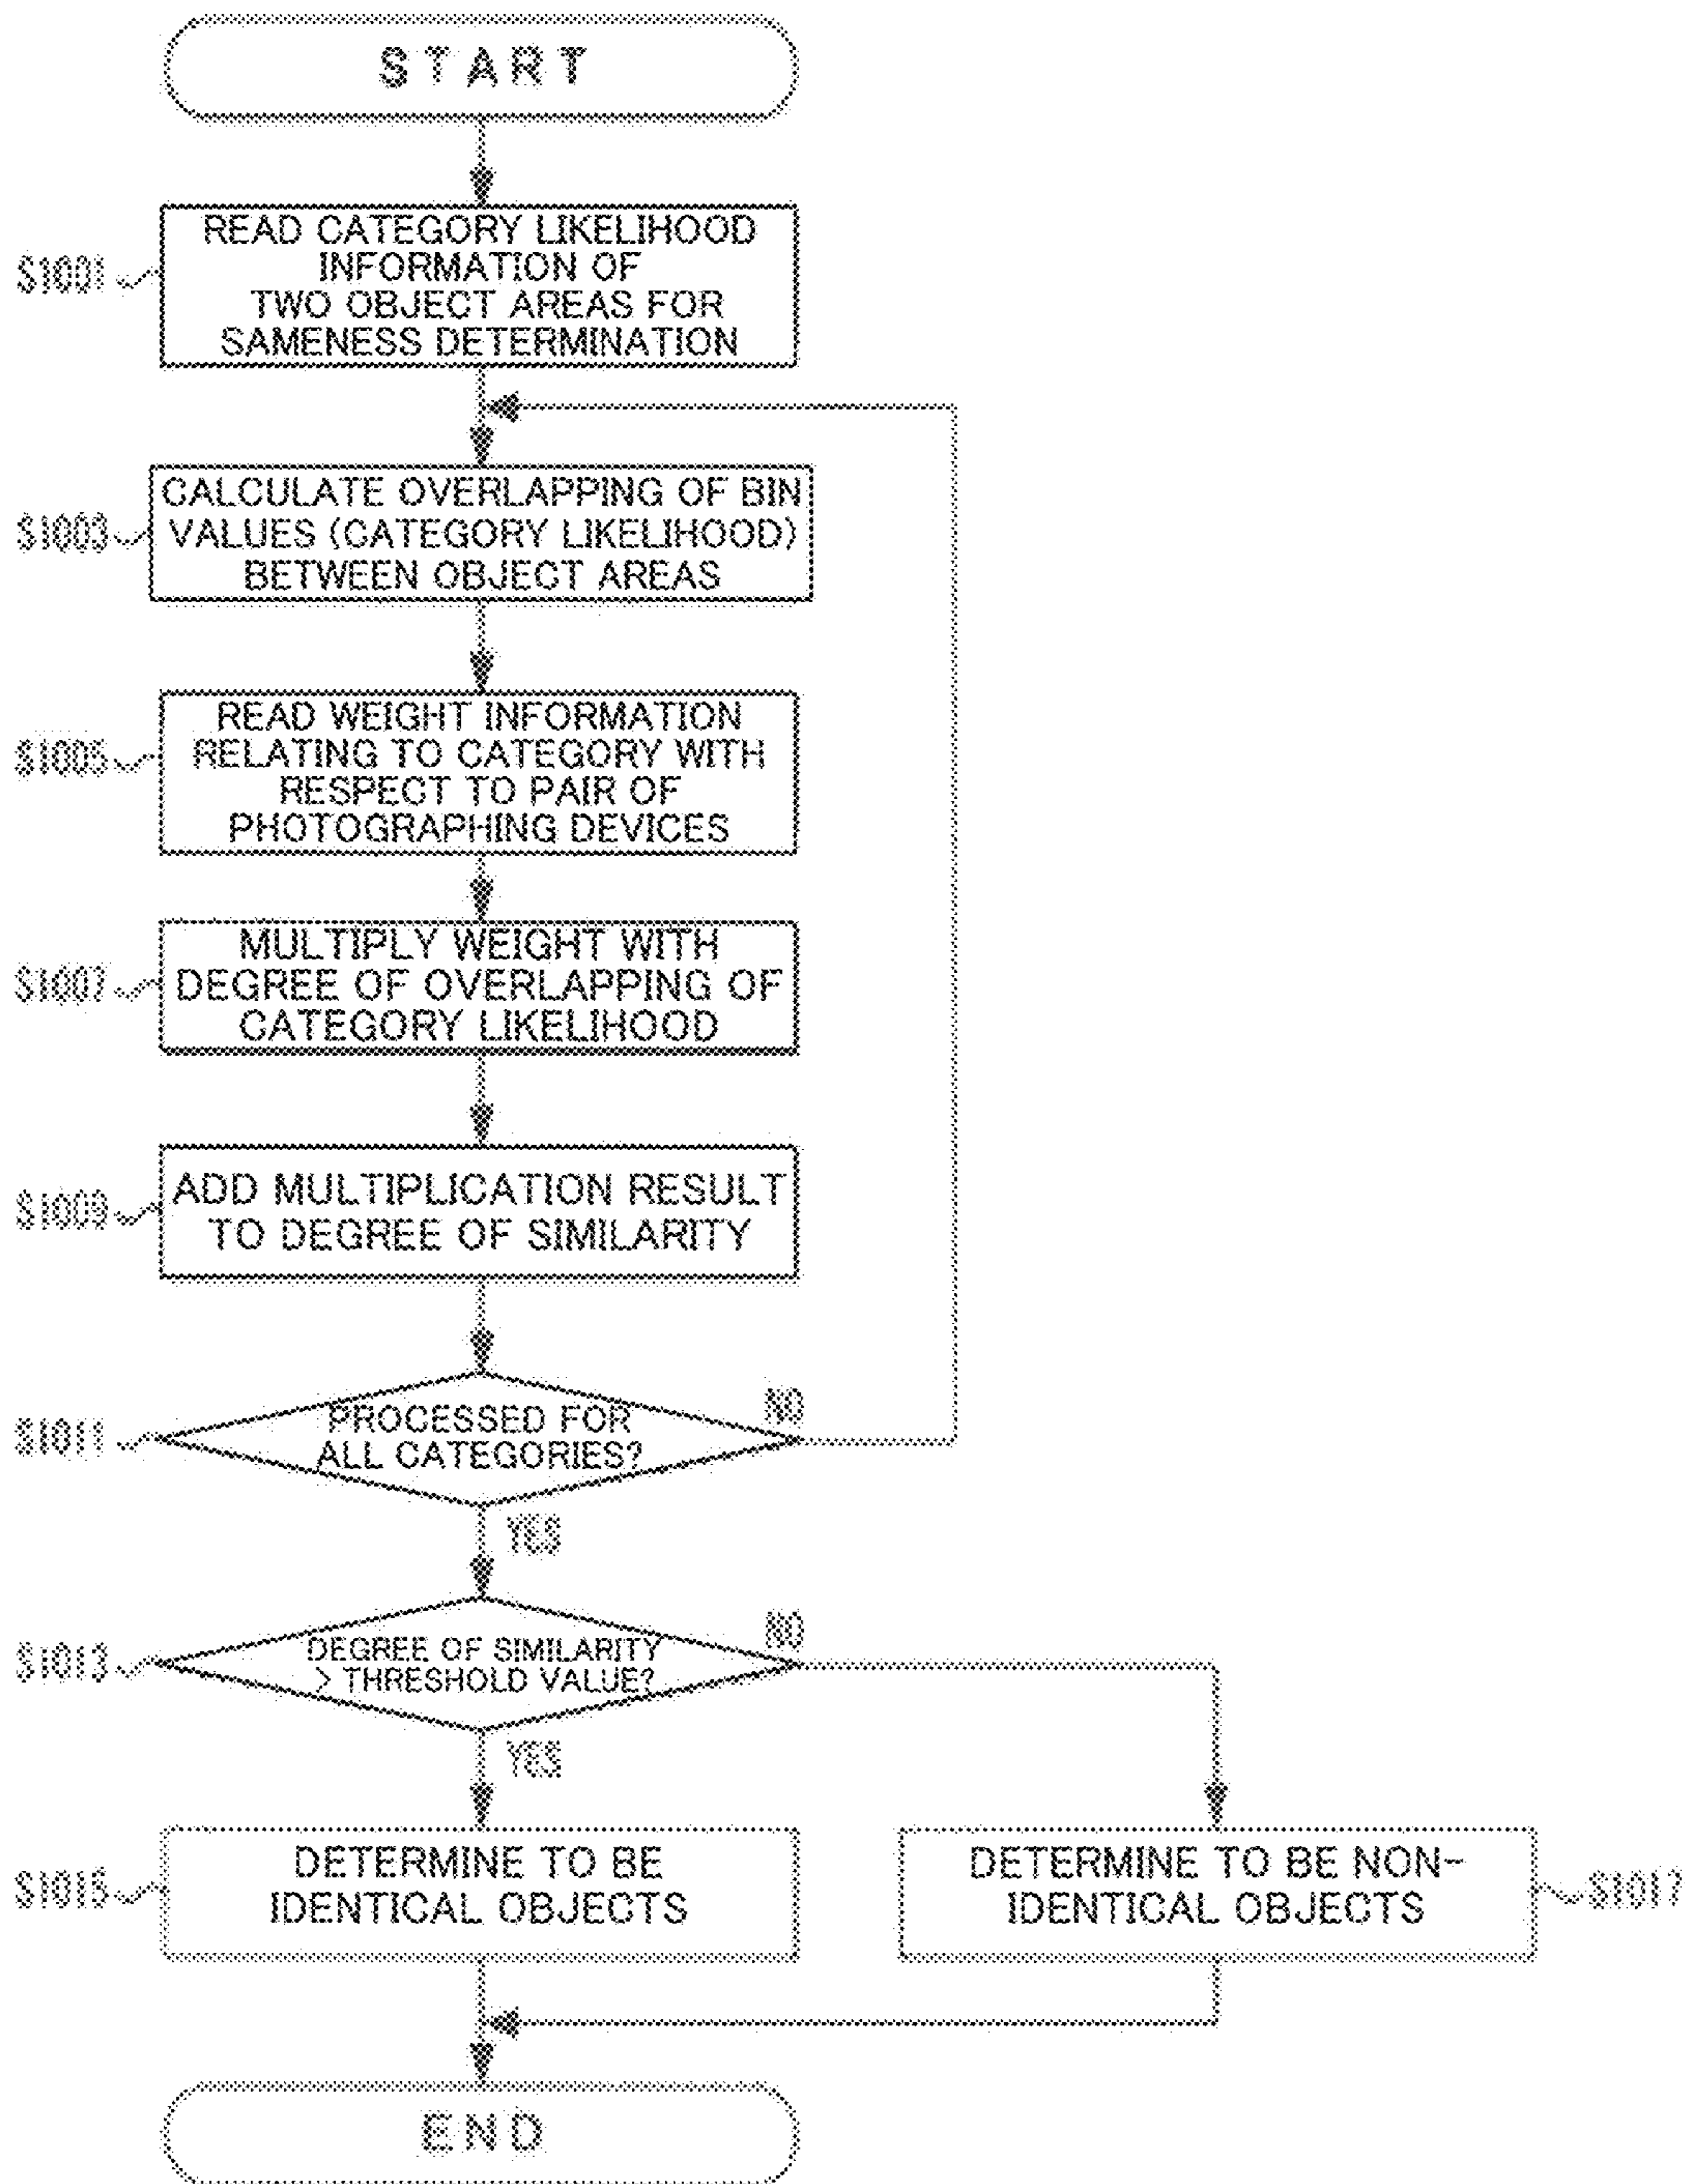 START
READ CATEGORY LIKELIHOOD
INFORMATION OF
TWO OBJECT AREAS FOR
SAMENESS DETERMINATION
S1001
CALCULATE OVERLAPPING OF BIN
VALUES (CATEGORY LIKELIHOOD)
BETWEEN OBJECT AREAS
S1003
READ WEIGHT INFORMATION
RELATING TO CATEGORY WITH
RESPECT TO PAIR OF
PHOTOGRAPHING DEVICES
S1005
MULTIPLY WEIGHT WITH
DEGREE OF OVERLAPPING OF
CATEGORY LIKELIHOOD
S1007
ADD MULTIPLICATION RESULT
TO DEGREE OF SIMILARITY
S1009
PROCESSED FOR
ALL CATEGORIES?
S1011
NO
YES
DEGREE OF SIMILARITY
> THRESHOLD VALUE?
S1013
NO
YES
DETERMINE TO BE
IDENTICAL OBJECTS
S1015
DETERMINE TO BE NON-
IDENTICAL OBJECTS
S1017
END